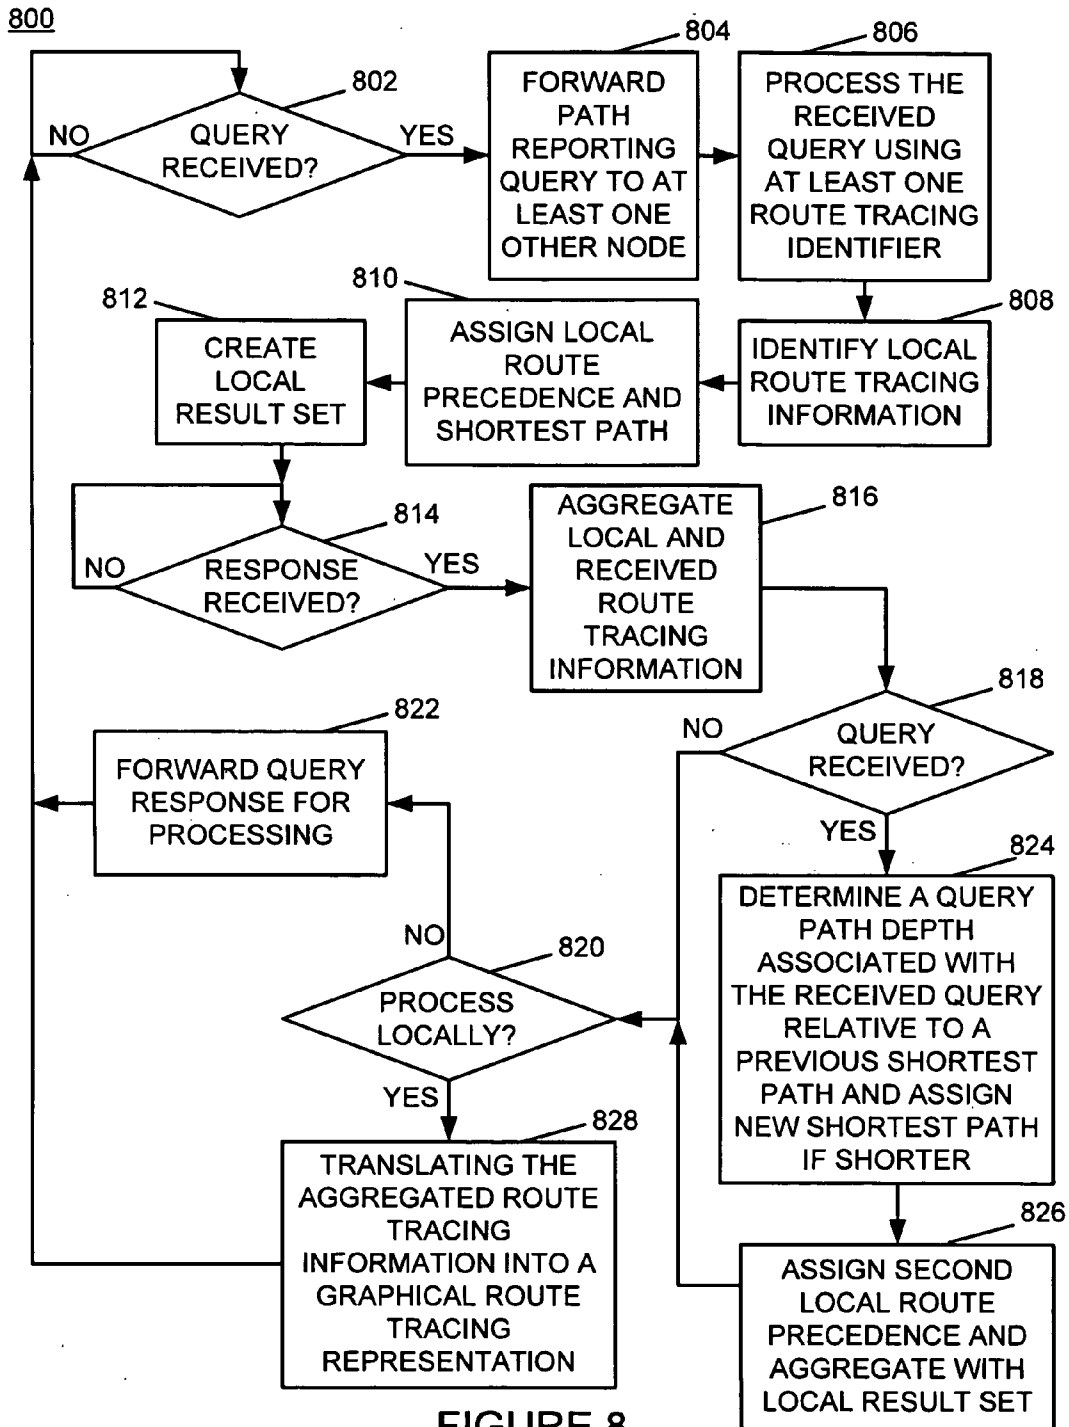 800
802
QUERY
RECEIVED?
NO
YES
804
FORWARD
PATH
REPORTING
QUERY TO AT
LEAST ONE
OTHER NODE
806
PROCESS THE
RECEIVED
QUERY USING
AT LEAST ONE
ROUTE TRACING
IDENTIFIER
808
IDENTIFY LOCAL
ROUTE TRACING
INFORMATION
810
ASSIGN LOCAL
ROUTE
PRECEDENCE AND
SHORTEST PATH
812
CREATE
LOCAL
RESULT SET
814
RESPONSE
RECEIVED?
NO
YES
816
AGGREGATE
LOCAL AND
RECEIVED
ROUTE
TRACING
INFORMATION
818
QUERY
RECEIVED?
NO
YES
822
FORWARD QUERY
RESPONSE FOR
PROCESSING
820
PROCESS
LOCALLY?
NO
YES
824
DETERMINE A QUERY
PATH DEPTH
ASSOCIATED WITH
THE RECEIVED QUERY
RELATIVE TO A
PREVIOUS SHORTEST
PATH AND ASSIGN
NEW SHORTEST PATH
IF SHORTER
826
ASSIGN SECOND
LOCAL ROUTE
PRECEDENCE AND
AGGREGATE WITH
LOCAL RESULT SET
828
TRANSLATING THE
AGGREGATED ROUTE
TRACING
INFORMATION INTO A
GRAPHICAL ROUTE
TRACING
REPRESENTATION
FIGURE 8